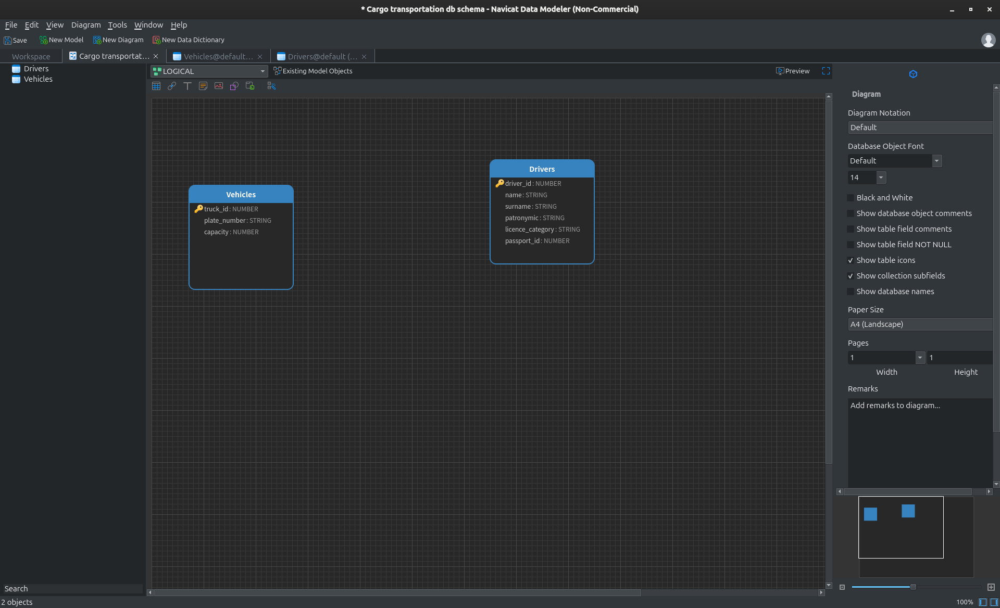 * Cargo transportation db schema - Navicat Data Modeler (Non-Commercial)
File Edit View Diagram Tools Window Help
Save New Model New Diagram New Data Dictionary
Workspace Cargo transportat... Vehicles@default... Drivers@default (...
Drivers
Vehicles
LOGICAL Existing Model Objects Preview
Vehicles
truck_id: NUMBER
plate_number: STRING
capacity: NUMBER
Drivers
driver_id: NUMBER
name: STRING
surname: STRING
patronymic: STRING
licence_category: STRING
passport_id: NUMBER
Diagram
Diagram Notation
Default
Database Object Font
Default
14
Black and White
Show database object comments
Show table field comments
Show table field NOT NULL
Show table icons
Show collection subfields
Show database names
Paper Size
A4 (Landscape)
Pages
1 1
Width Height
Remarks
Add remarks to diagram...
Search
2 objects
100%